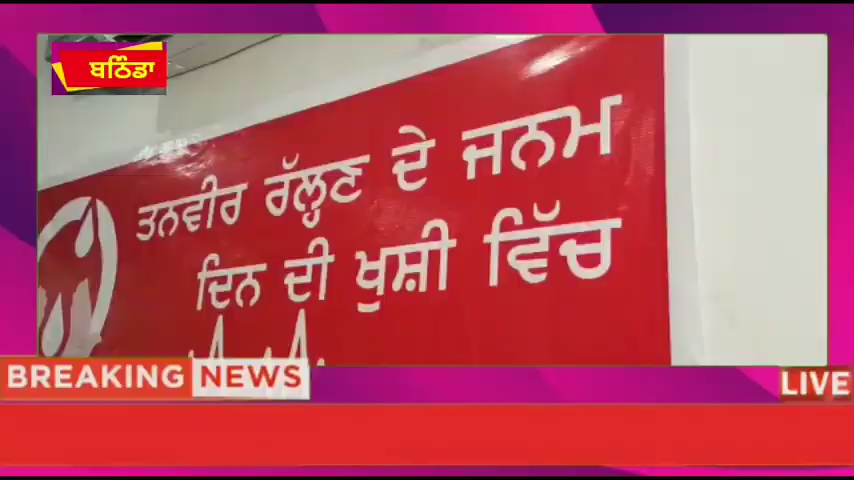 ਬਠਿੰਡਾ
ਤਨਵੀਰ ਰੱਲ੍ਹਣ ਦੇ ਜਨਮ
ਦਿਨ ਦੀ ਖੁਸ਼ੀ ਵਿੱਚ
BREAKING NEWS
LIVE